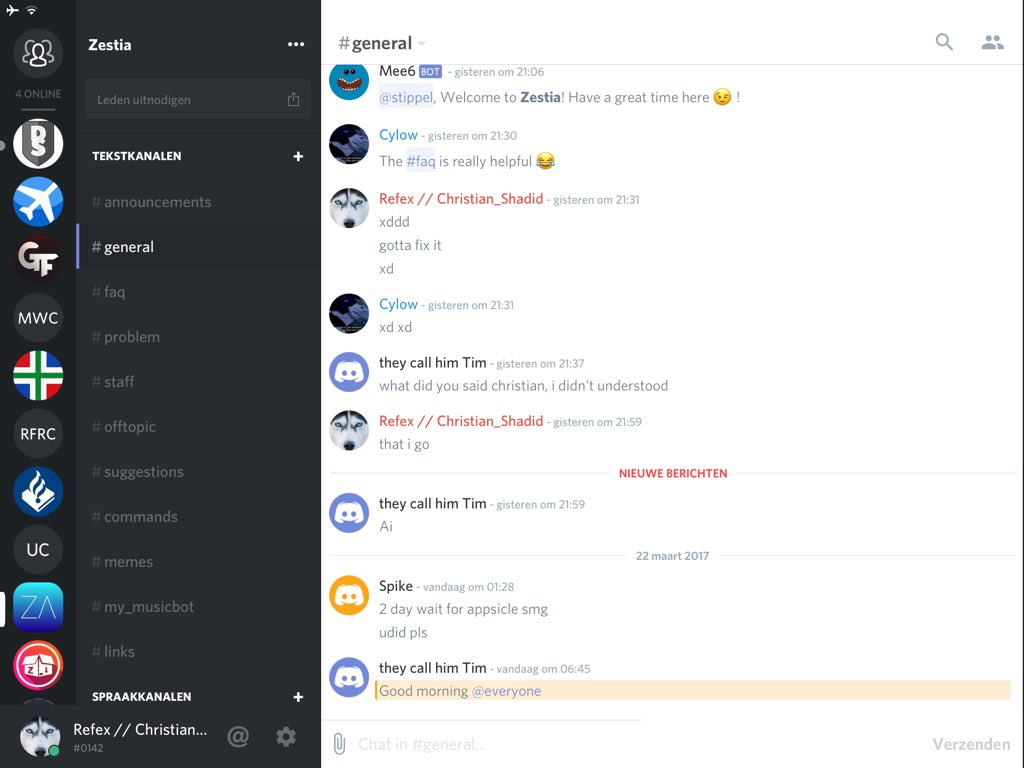 Zestia
4 ONLINE
Leden uitnodigen
TEKSTKANALEN
#announcements
#general
#faq
#problem
#staff
#offtopic
#suggestions
#commands
#memes
#my_musicbot
#links
SPRAAKKANALEN
GF
MWC
RFRC
UC
ZA
Refex // Christian...
#0142
#general
Mee6 BOT - gisteren om 21:06
@stippel, Welcome to Zestia! Have a great time here 😉 !
Cylow - gisteren om 21:30
The #faq is really helpful 😂
Refex // Christian_Shadid - gisteren om 21:31
xddd
gotta fix it
xd
Cylow - gisteren om 21:31
xd xd
they call him Tim - gisteren om 21:37
what did you said christian, i didn't understood
Refex // Christian_Shadid - gisteren om 21:59
that i go
NIEUWE BERICHTEN
they call him Tim - gisteren om 21:59
Ai
22 maart 2017
Spike - vandaag om 01:28
2 day wait for appsicle smg
udid pls
they call him Tim - vandaag om 06:45
Good morning @everyone
Chat in #general...
Verzenden